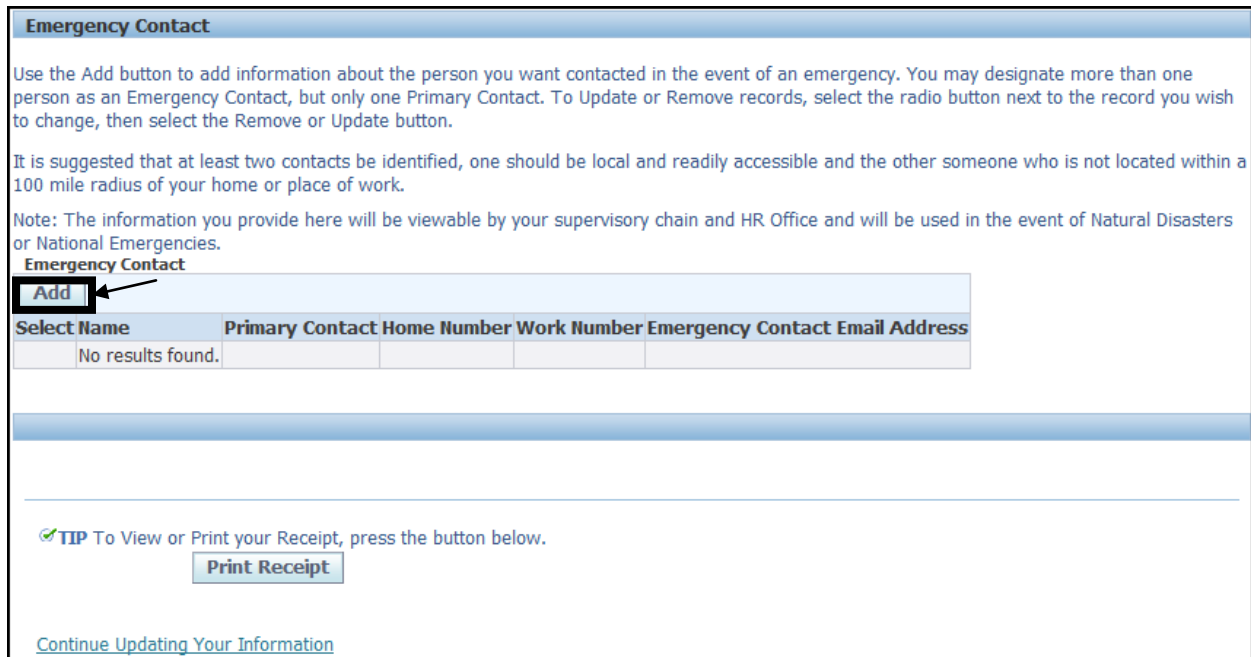 Emergency Contact
Use the Add button to add information about the person you want contacted in the event of an emergency. You may designate more than one
person as an Emergency Contact, but only one Primary Contact. To Update or Remove records, select the radio button next to the record you wish
to change, then select the Remove or Update button.
It is suggested that at least two contacts be identified, one should be local and readily accessible and the other someone who is not located within a
100 mile radius of your home or place of work.
Note: The information you provide here will be viewable by your supervisory chain and HR Office and will be used in the event of Natural Disasters
or National Emergencies.
Emergency Contact
Add
Select Name Primary Contact Home Number Work Number Emergency Contact Email Address
No results found.
TIP To View or Print your Receipt, press the button below.
Print Receipt
Continue Updating Your Information